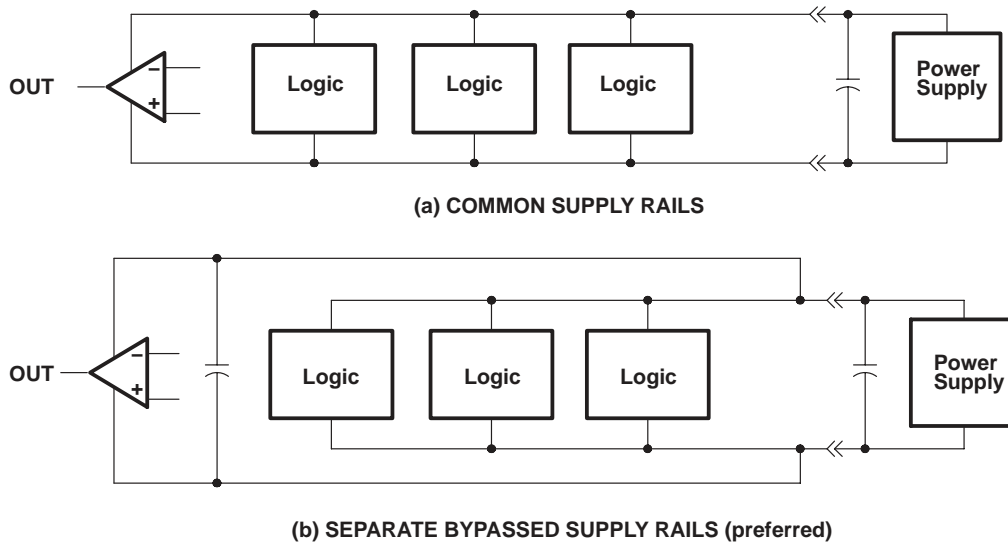 OUT
−
+
Logic
Logic
Logic
Power
Supply
(a) COMMON SUPPLY RAILS
OUT
−
+
Logic
Logic
Logic
Power
Supply
(b) SEPARATE BYPASSED SUPPLY RAILS (preferred)